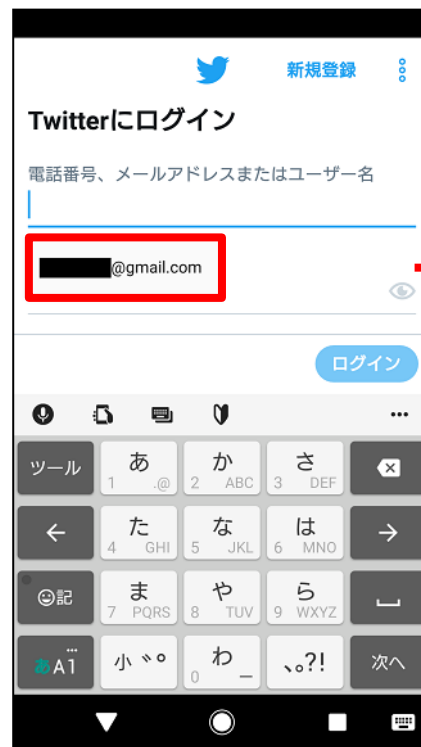 新規登録
Twitterにログイン
電話番号、メールアドレスまたはユーザー名
@gmail.com
ログイン
ツール
あ
1 .@
か
2 ABC
さ
3 DEF
た
4 GHI
な
5 JKL
は
6 MNO
記
ま
7 PQRS
や
8 TUV
ら
9 WXYZ
あA1
小 ゛゜
わ
0 _
、。?!
次へ